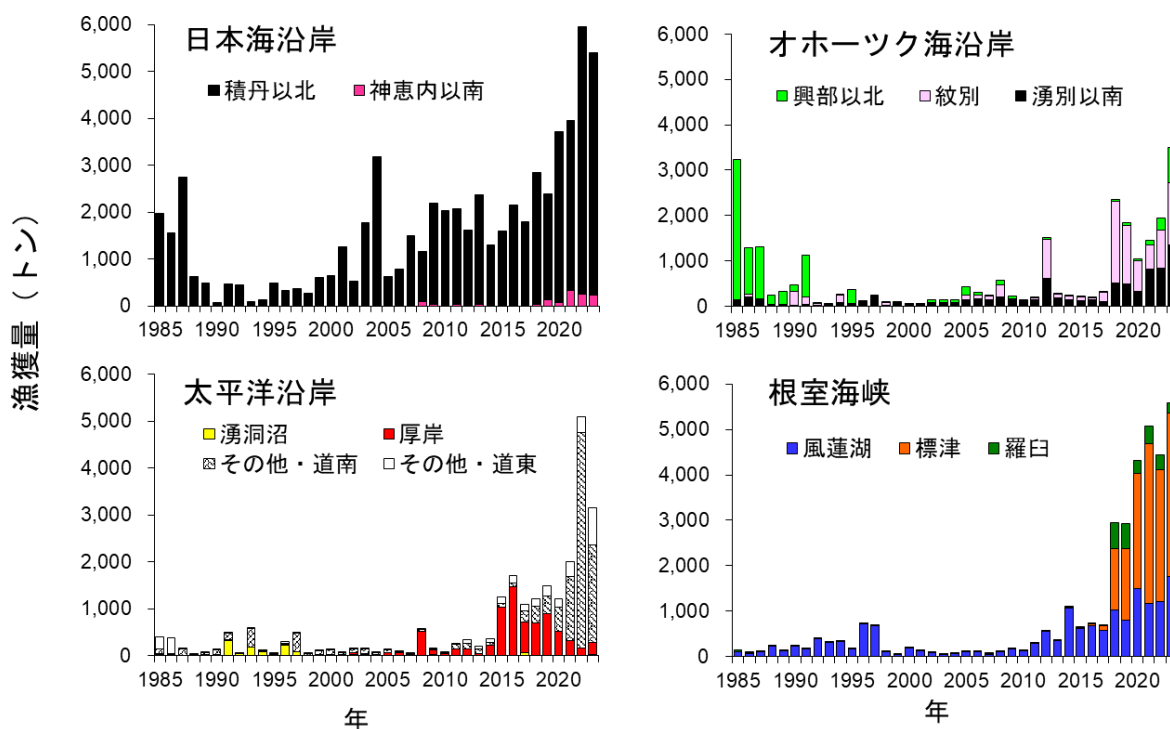 漁獲量（トン）
日本海沿岸
積丹以北 神恵内以南
6,000
5,000
4,000
3,000
2,000
1,000
0
1985 1990 1995 2000 2005 2010 2015 2020
オホーツク海沿岸
興部以北 紋別 湧別以南
6,000
5,000
4,000
3,000
2,000
1,000
0
1985 1990 1995 2000 2005 2010 2015 2020
太平洋沿岸
湧洞沼 厚岸
その他・道南 その他・道東
6,000
5,000
4,000
3,000
2,000
1,000
0
1985 1990 1995 2000 2005 2010 2015 2020
年
根室海峡
風蓮湖 標津 羅臼
6,000
5,000
4,000
3,000
2,000
1,000
0
1985 1990 1995 2000 2005 2010 2015 2020
年